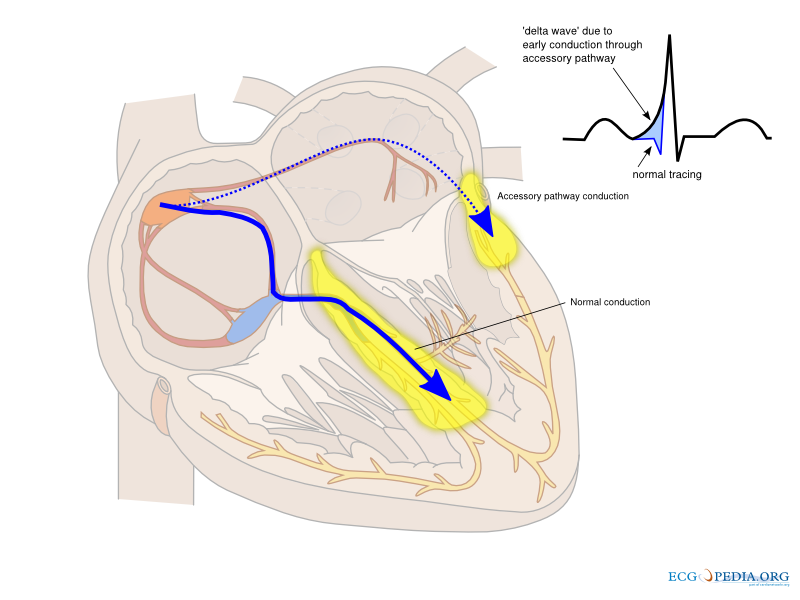 'delta wave' due to
early conduction through
accessory pathway
normal tracing
Accessory pathway conduction
Normal conduction
ECGPEDIA.ORG